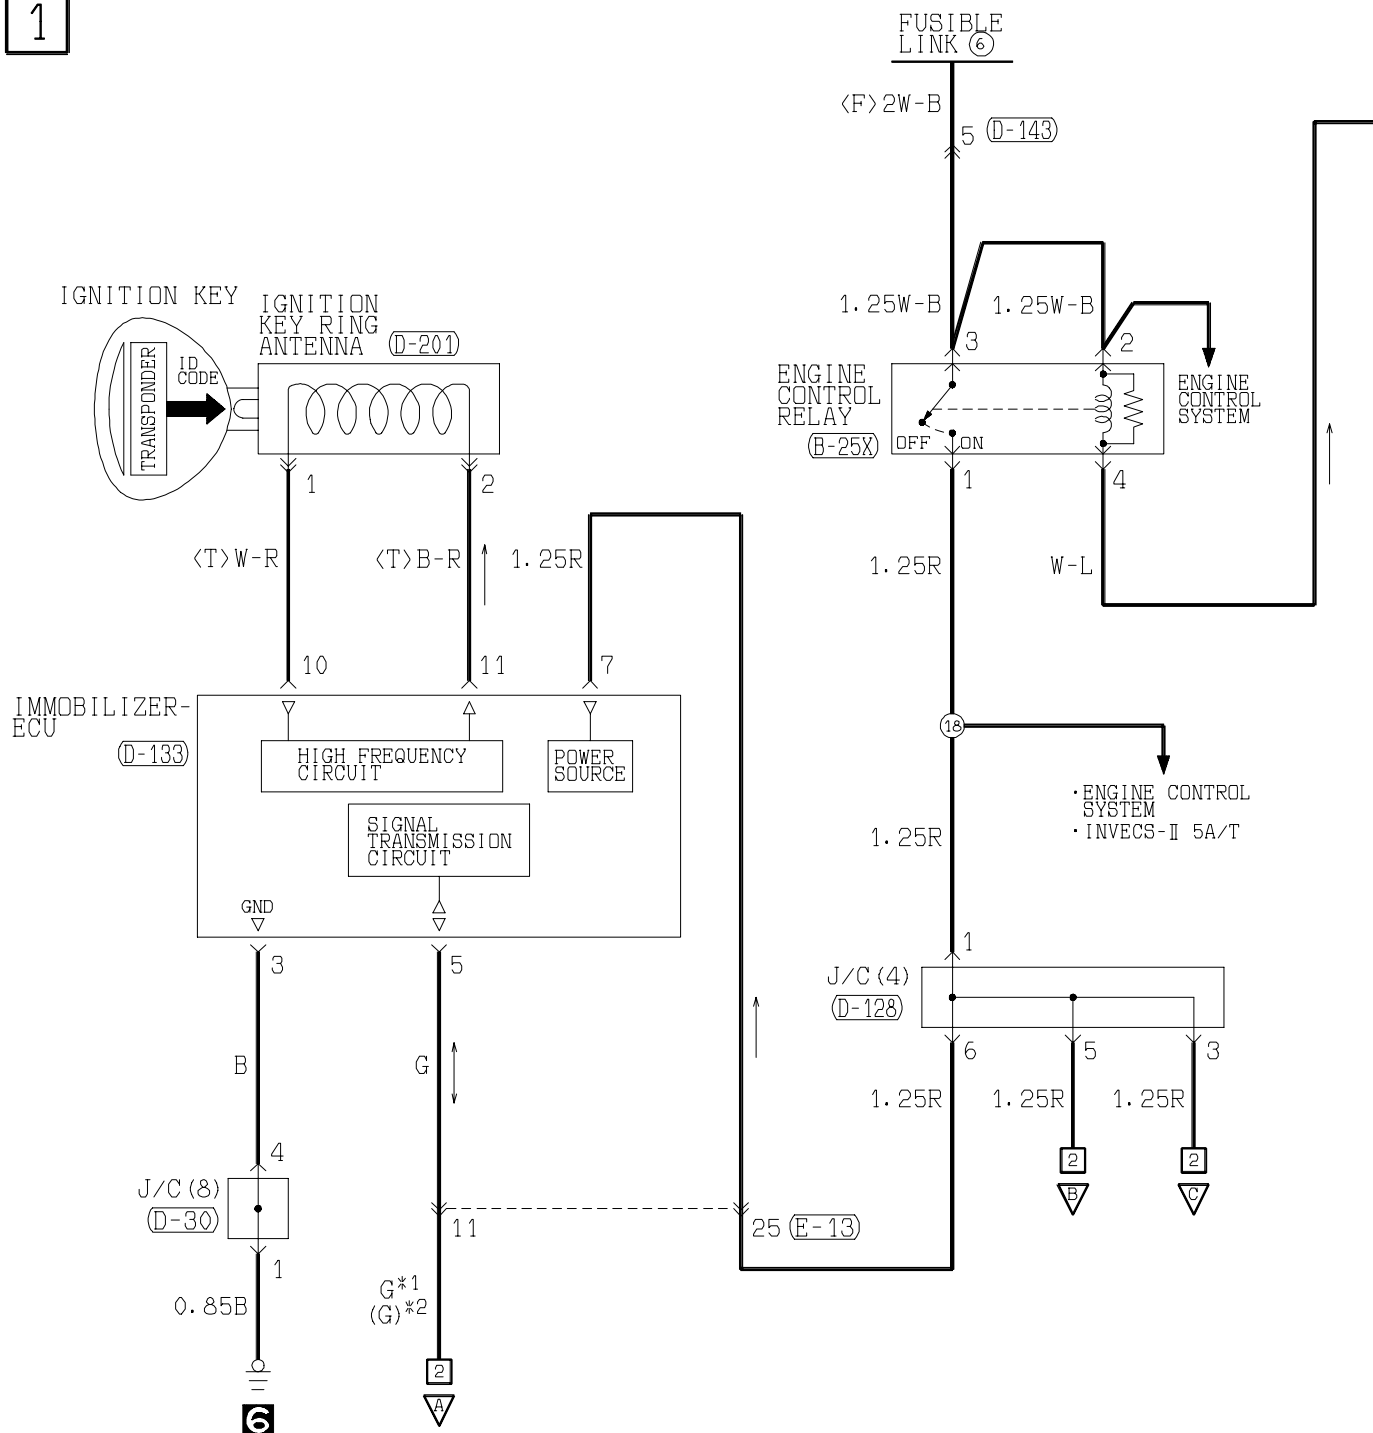 1
FUSIBLE
LINK 6
<F>2W-B
5 (D-143)
1.25W-B
1.25W-B
3
2
IGNITION KEY
IGNITION
KEY RING
ANTENNA (D-201)
TRANSPONDER
ID
CODE
ENGINE
CONTROL
RELAY
(B-25X)
OFF
ON
ENGINE
CONTROL
SYSTEM
1
2
1
4
<T>W-R
<T>B-R
1.25R
1.25R
W-L
10
11
7
IMMOBILIZER-
ECU
(D-133)
HIGH FREQUENCY
CIRCUIT
POWER
SOURCE
SIGNAL
TRANSMISSION
CIRCUIT
GND
18
・ENGINE CONTROL
SYSTEM
・INVECS-Ⅱ 5A/T
1.25R
3
5
1
J/C(4)
(D-128)
6
5
3
B
G
1.25R
1.25R
1.25R
4
J/C(8)
(D-30)
2
B
2
C
11
25 (E-13)
1
0.85B
G*1
(G)*2
2
A
6